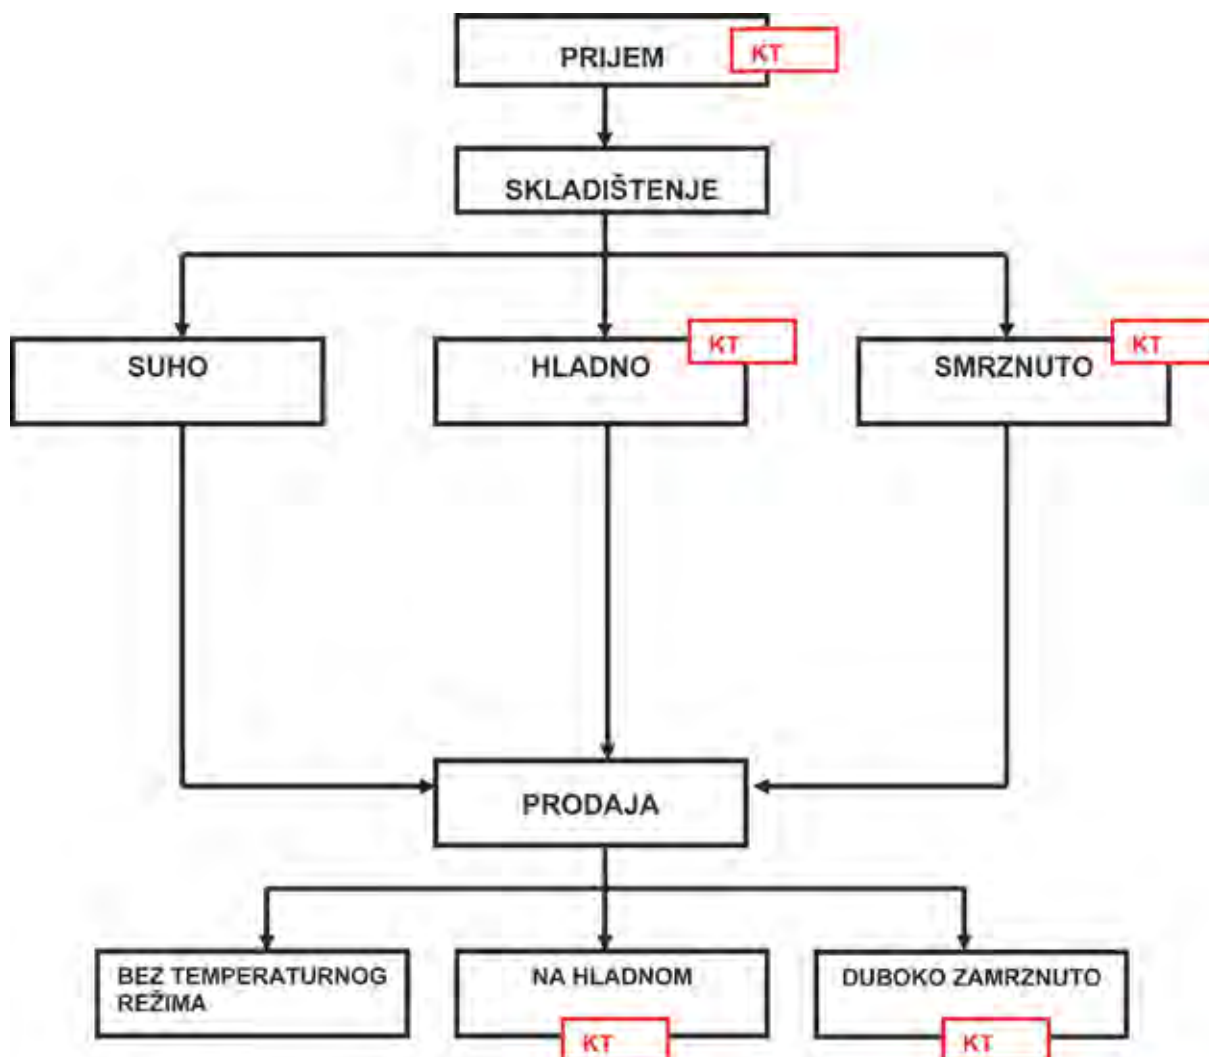 PRIJEM
KT
SKLADIŠTENJE
SUHO
HLADNO
KT
SMRZNUTO
KT
PRODAJA
BEZ TEMPERATURNOG
REŽIMA
NA HLADNOM
KT
DUBOKO ZAMRZNUTO
KT